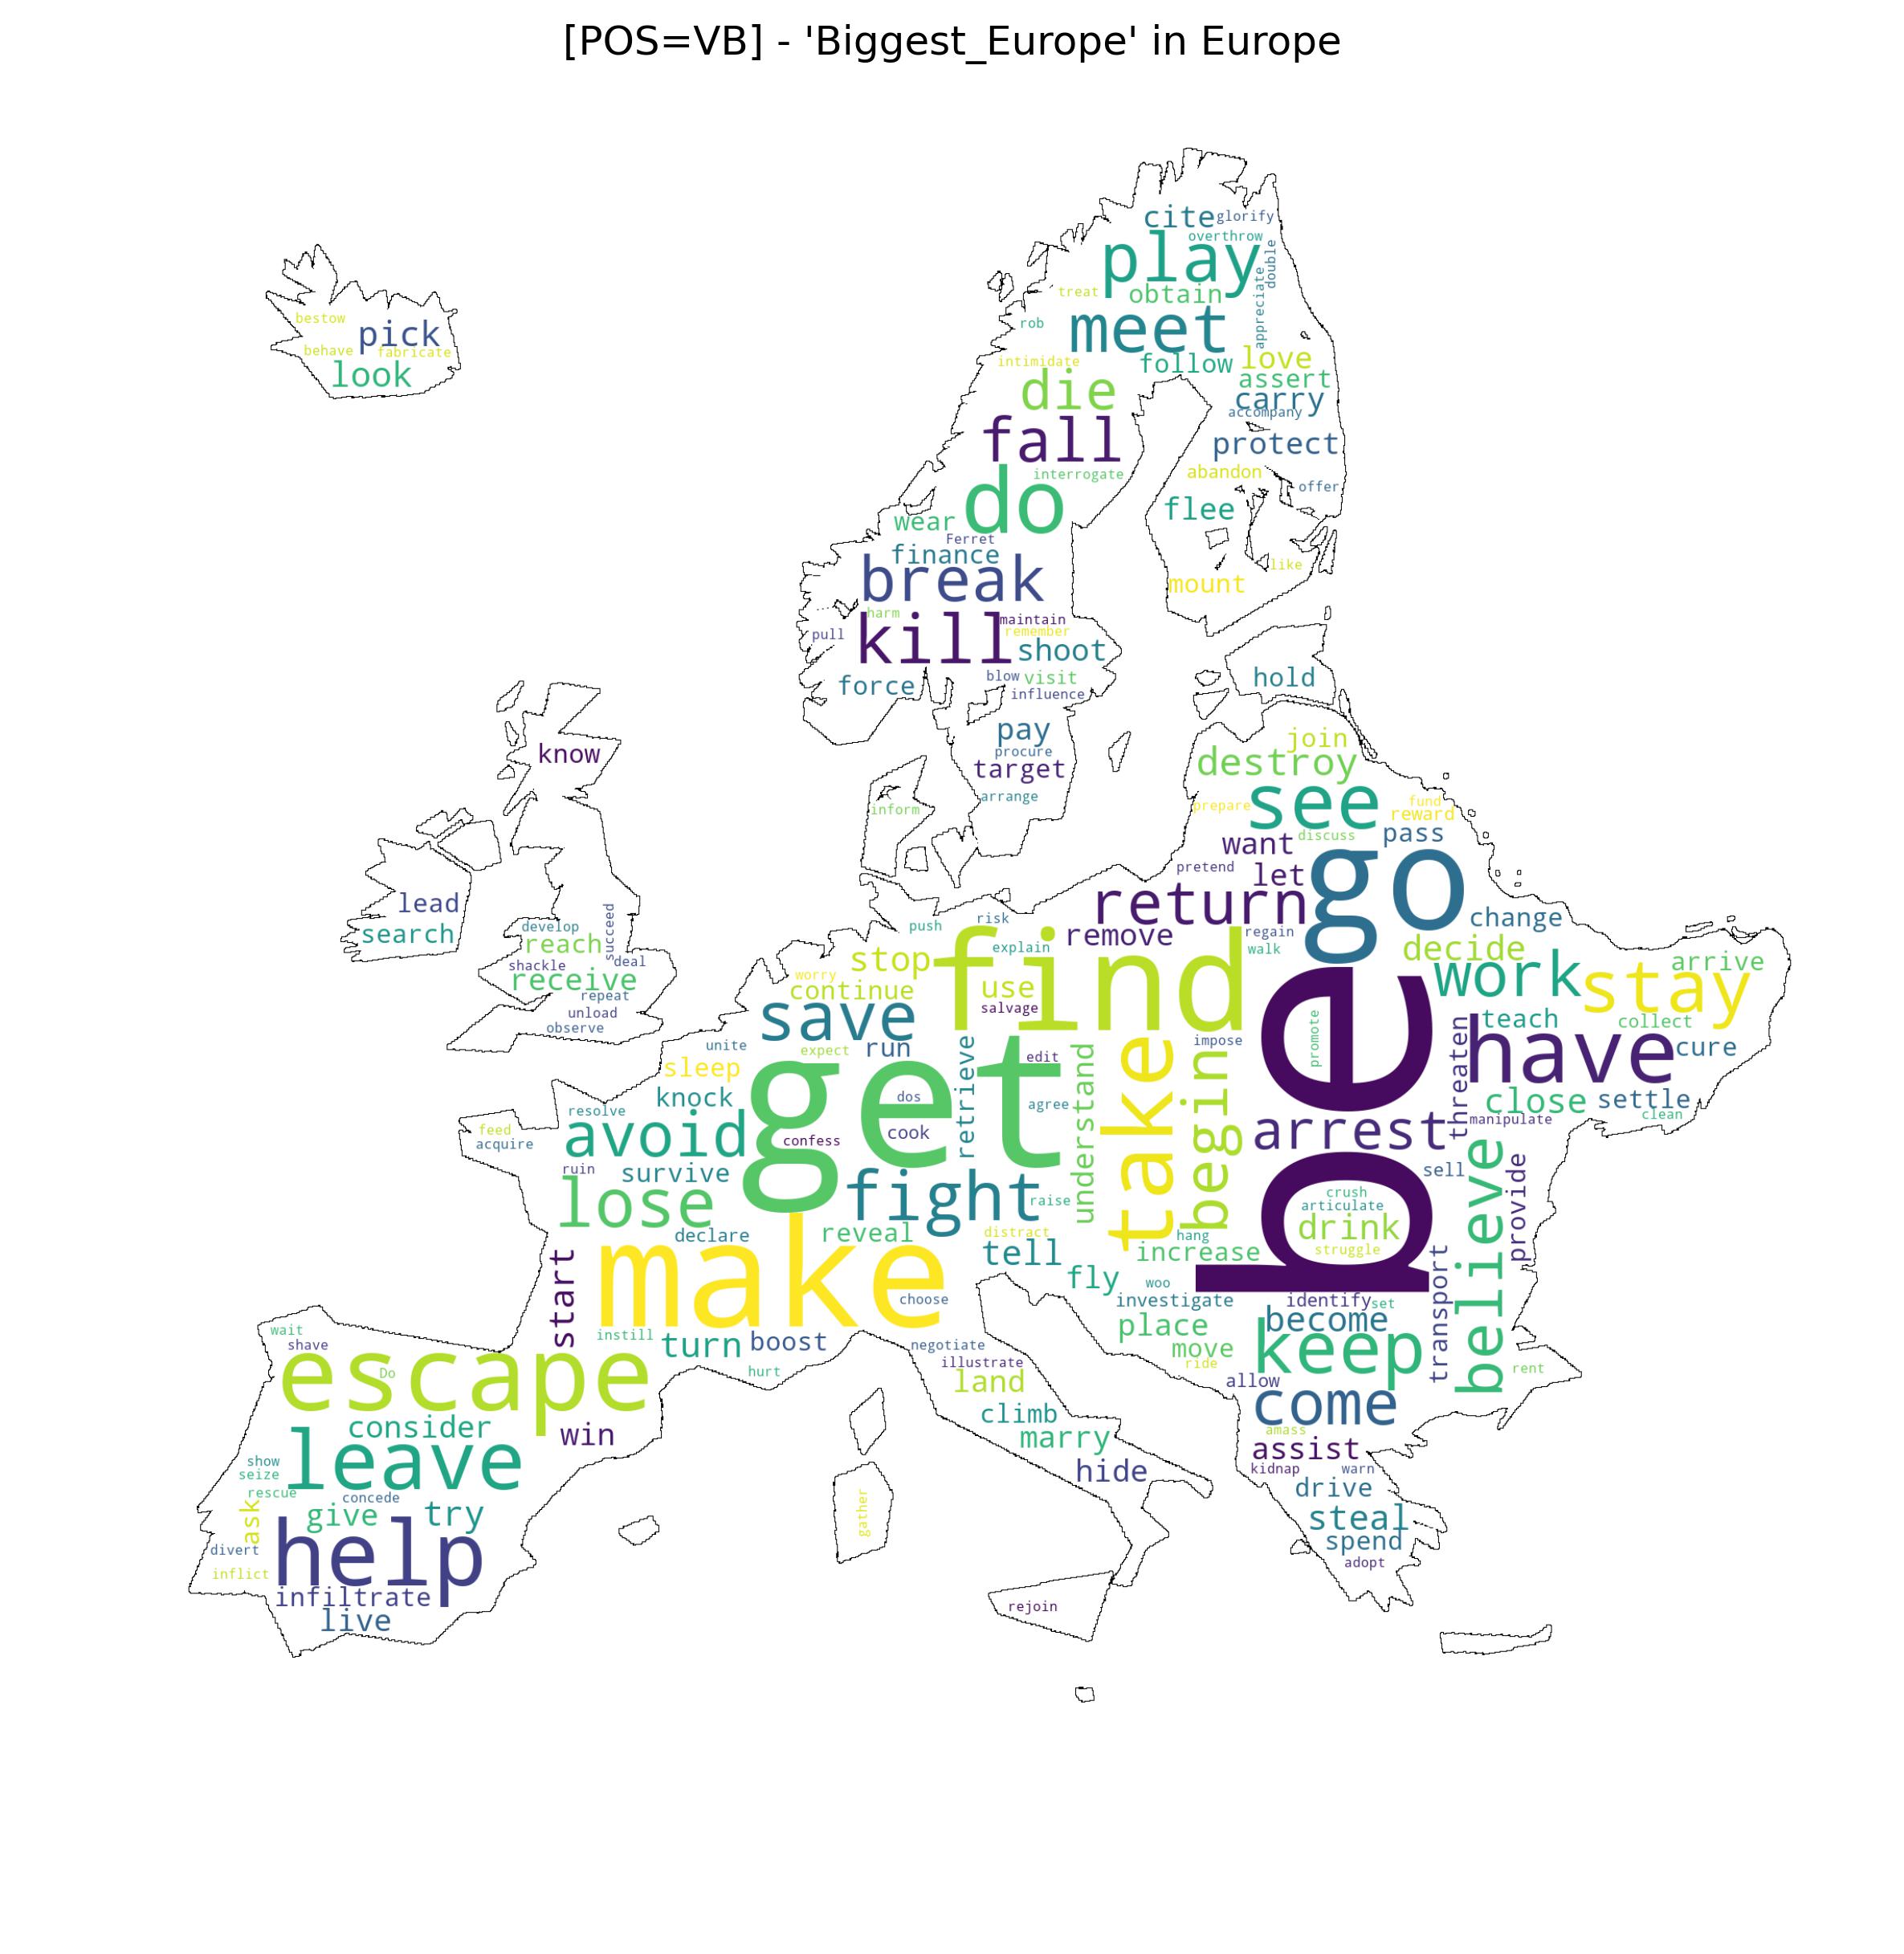 [POS=VB] - 'Biggest_Europe' in Europe
cite
glorify
overthrow
play
double
appreciate
treat
obtain
bestow
pick
behave
fabricate
look
rob
meet
intimidate
follow
love
assert
die
carry
accompany
fall
protect
interrogate
abandon
do
offer
wear
flee
Ferret
finance
like
break
mount
harm
maintain
pull
kill
remember
shoot
blow
visit
hold
force
influence
know
pay
procure
join
target
destroy
arrange
see
inform
prepare
fund
reward
want
discuss
pass
pretend
let
go
lead
return
search
develop
succeed
reach
push
risk
remove
regain
change
shackle
deal
explain
walk
decide
receive
stop
find
arrive
repeat
worry
continue
use
work
stay
unload
salvage
observe
save
be
promote
have
teach
collect
unite
expect
run
retrieve
edit
understand
take
begin
impose
threaten
cure
sleep
get
knock
dos
agree
close
settle
resolve
clean
feed
acquire
avoid
confess
cook
arrest
manipulate
ruin
survive
believe
provide
sell
lose
fight
raise
crush
articulate
declare
reveal
distract
hang
drink
tell
increase
struggle
start
make
fly
woo
transport
choose
investigate
identify
set
wait
shave
instill
turn
boost
negotiate
place
become
move
keep
escape
Do
hurt
illustrate
ride
rent
land
allow
consider
win
climb
come
amass
leave
marry
assist
show
seize
hide
kidnap
warn
rescue
concede
drive
ask
give
try
gather
steal
divert
help
spend
inflict
adopt
infiltrate
rejoin
live